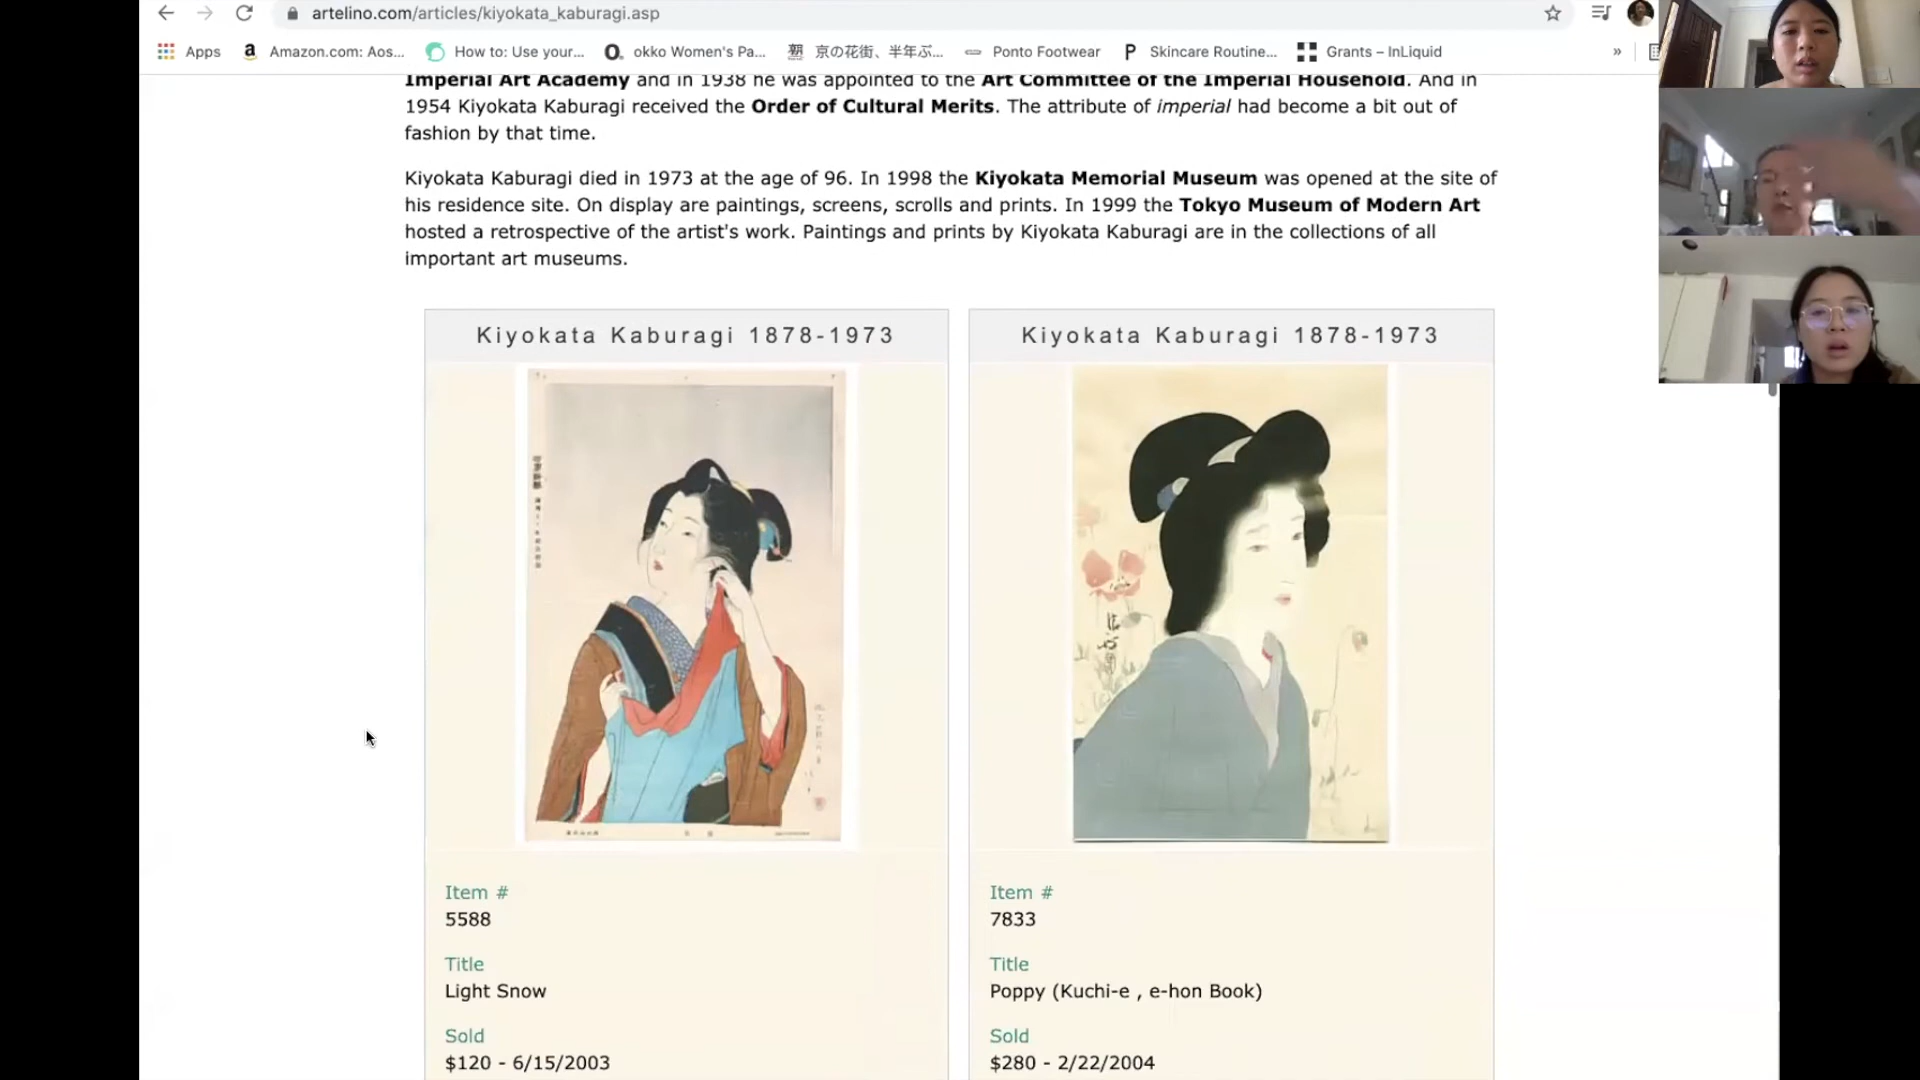 artelino.com/articles/kiyokata_kaburagi.asp
Apps
Amazon.com: Aos...
How to: Use your...
okko Women's Pa...
京の花街、半年ぶ...
Ponto Footwear
Skincare Routine...
Grants – InLiquid
»
Imperial Art Academy and in 1938 he was appointed to the Art Committee of the Imperial Household. And in
1954 Kiyokata Kaburagi received the Order of Cultural Merits. The attribute of imperial had become a bit out of
fashion by that time.
Kiyokata Kaburagi died in 1973 at the age of 96. In 1998 the Kiyokata Memorial Museum was opened at the site of
his residence site. On display are paintings, screens, scrolls and prints. In 1999 the Tokyo Museum of Modern Art
hosted a retrospective of the artist's work. Paintings and prints by Kiyokata Kaburagi are in the collections of all
important art museums.
Kiyokata Kaburagi 1878-1973
Item #
5588
Title
Light Snow
Sold
$120 - 6/15/2003
Kiyokata Kaburagi 1878-1973
Item #
7833
Title
Poppy (Kuchi-e , e-hon Book)
Sold
$280 - 2/22/2004